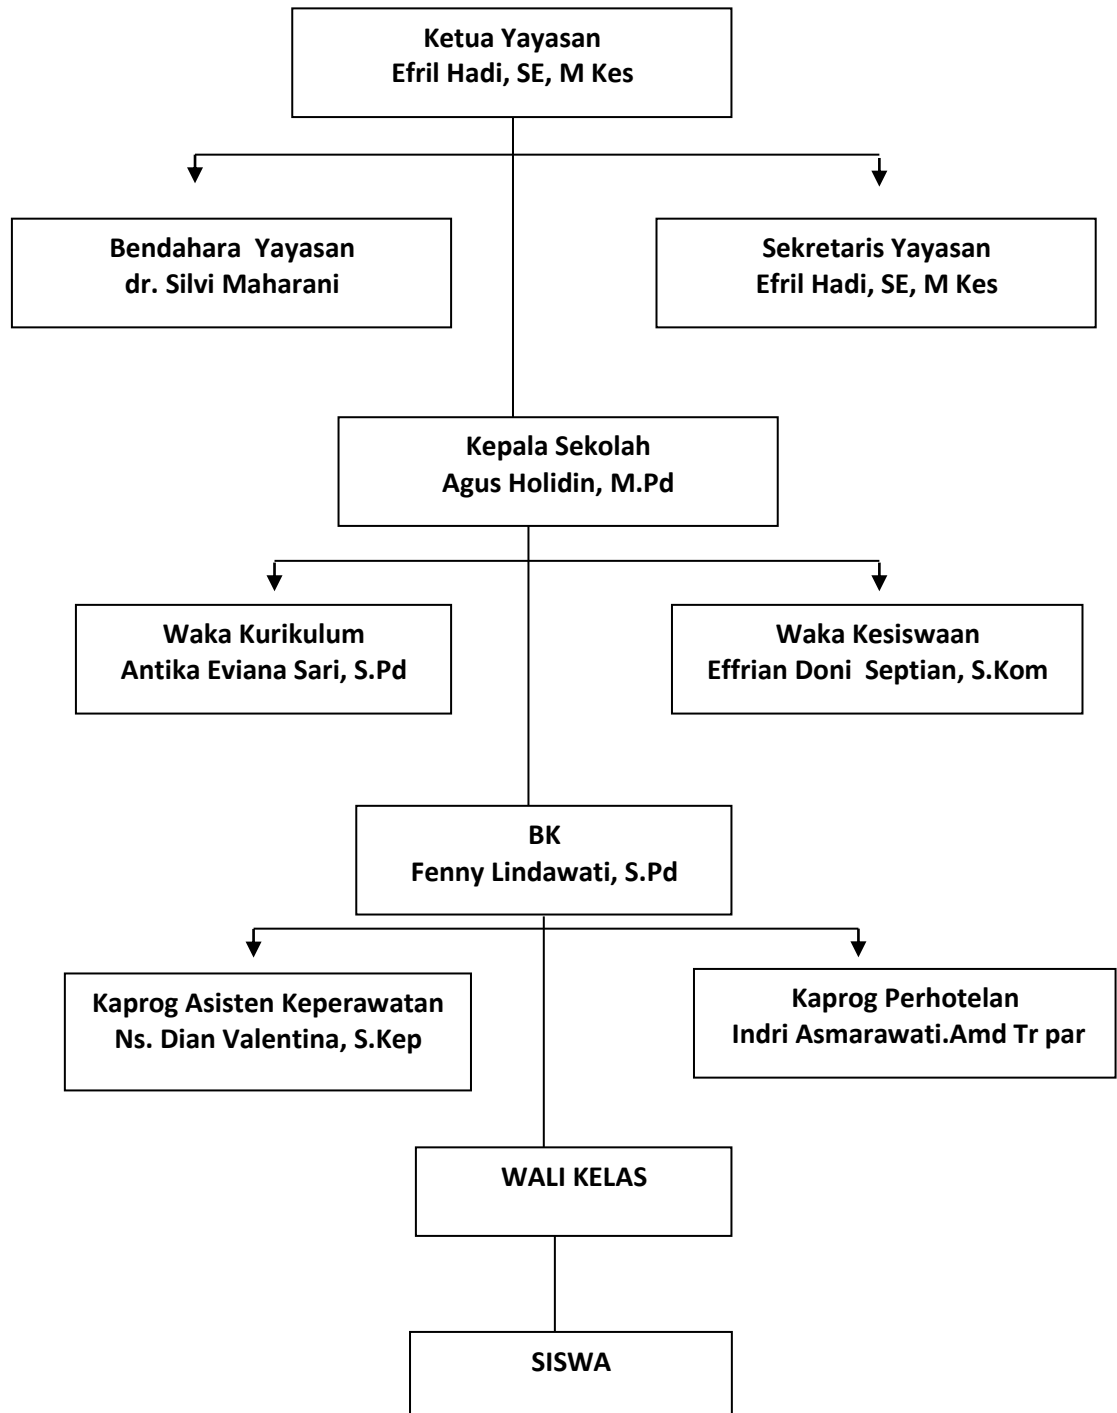 Ketua Yayasan
Efril Hadi, SE, M Kes
Bendahara Yayasan
dr. Silvi Maharani
Sekretaris Yayasan
Efril Hadi, SE, M Kes
Kepala Sekolah
Agus Holidin, M.Pd
Waka Kurikulum
Antika Eviana Sari, S.Pd
Waka Kesiswaan
Effrian Doni Septian, S.Kom
BK
Fenny Lindawati, S.Pd
Kaprog Asisten Keperawatan
Ns. Dian Valentina, S.Kep
Kaprog Perhotelan
Indri Asmarawati.Amd Tr par
WALI KELAS
SISWA